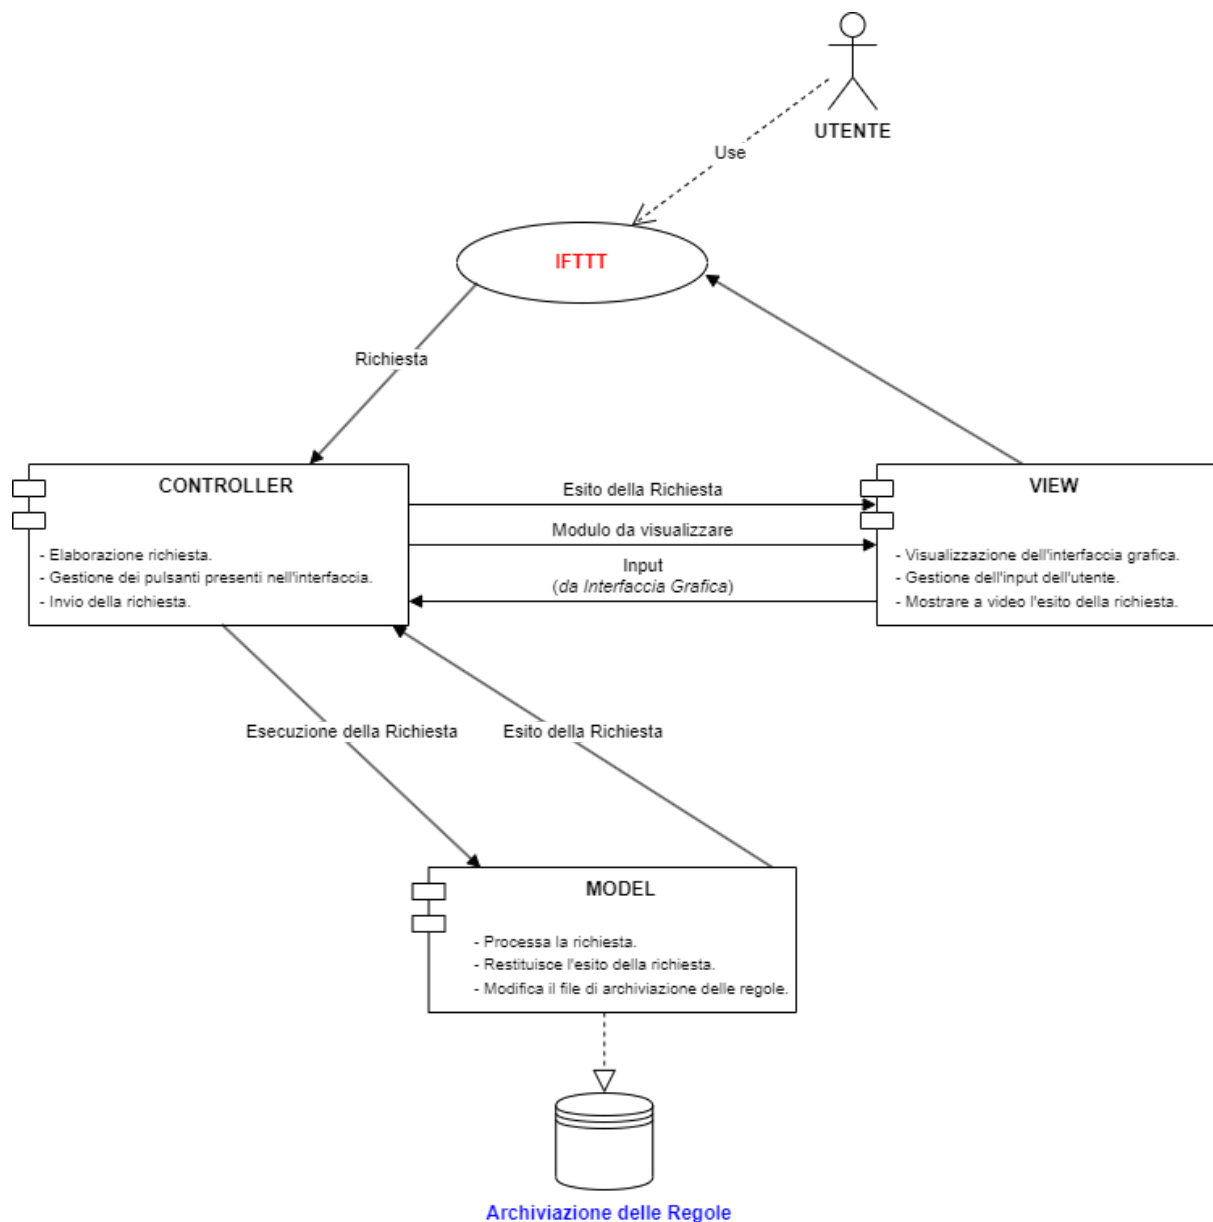 UTENTE
Use
IFTTT
Richiesta
CONTROLLER
- Elaborazione richiesta.
- Gestione dei pulsanti presenti nell'interfaccia.
- Invio della richiesta.
Esito della Richiesta
Modulo da visualizzare
Input
(da Interfaccia Grafica)
VIEW
- Visualizzazione dell'interfaccia grafica.
- Gestione dell'input dell'utente.
- Mostrare a video l'esito della richiesta.
Esecuzione della Richiesta
Esito della Richiesta
MODEL
- Processa la richiesta.
- Restituisce l'esito della richiesta.
- Modifica il file di archiviazione delle regole.
Archiviazione delle Regole